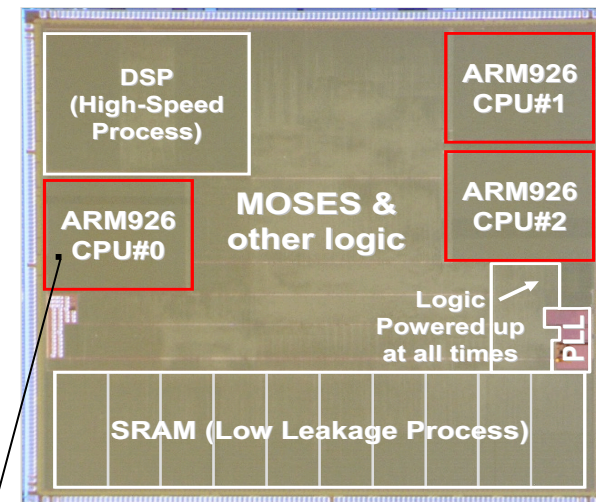 DSP
(High-Speed
Process)
ARM926
CPU#1
ARM926
CPU#0
MOSES &
other logic
ARM926
CPU#2
Logic
Powered up
at all times
PLL
SRAM (Low Leakage Process)